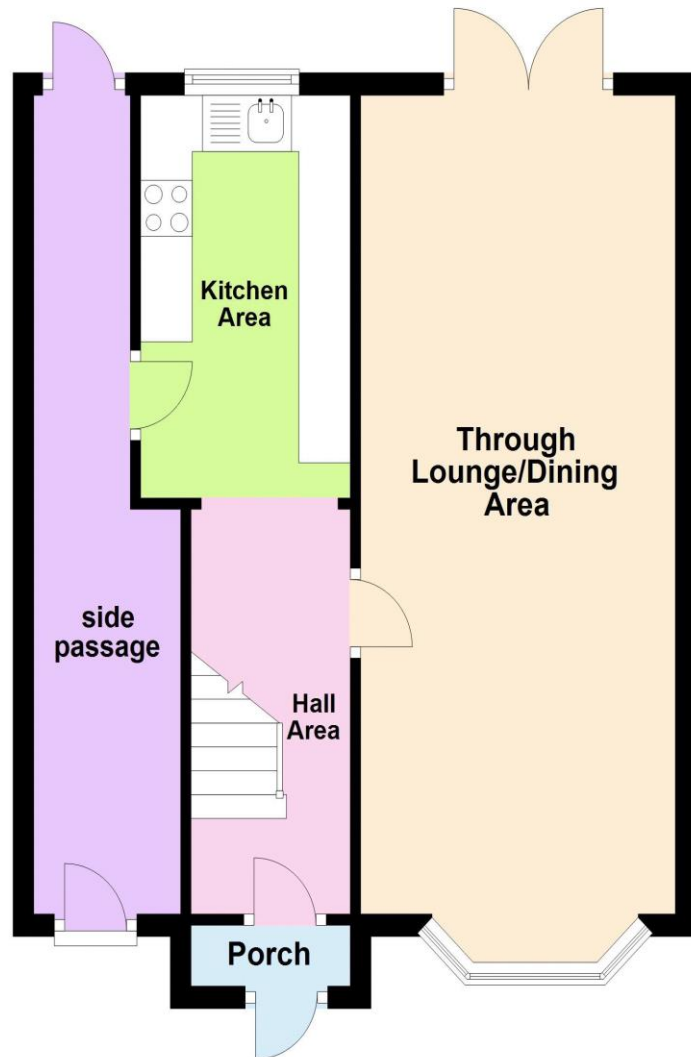 Kitchen
Area
Through
Lounge/Dining
Area
side
passage
Hall
Area
Porch